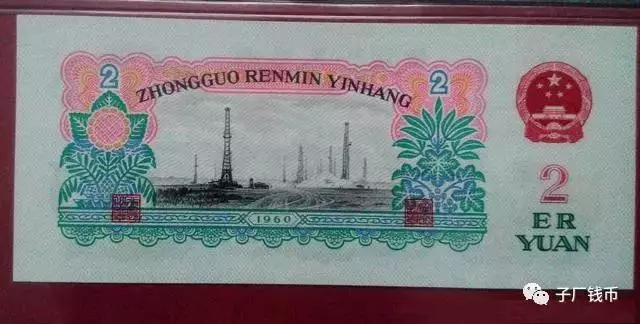 2
2
ZHONGGUO RENMIN YINHANG
1960
2
ER
YUAN
子厂钱币